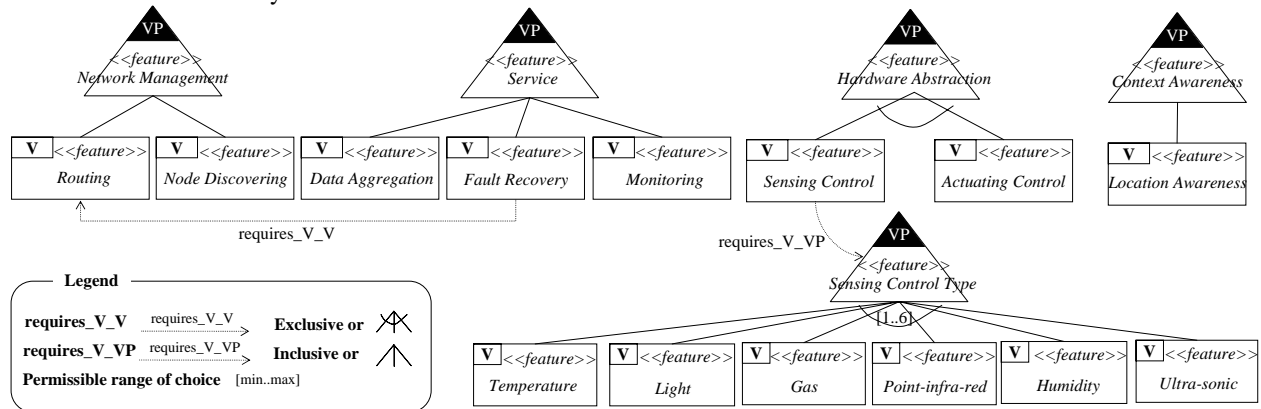 y
VP
<<feature>>
Network Management
VP
<<feature>>
Service
VP
<<feature>>
Hardware Abstraction
VP
<<feature>>
Context Awareness
V <<feature>>
Routing
V <<feature>>
Node Discovering
V <<feature>>
Data Aggregation
V <<feature>>
Fault Recovery
V <<feature>>
Monitoring
V <<feature>>
Sensing Control
V <<feature>>
Actuating Control
V <<feature>>
Location Awareness
requires_V_V
requires_V_VP
VP
<<feature>>
Sensing Control Type
[1..6]
V <<feature>>
Temperature
V <<feature>>
Light
V <<feature>>
Gas
V <<feature>>
Point-infra-red
V <<feature>>
Humidity
V <<feature>>
Ultra-sonic
Legend
requires_V_V requires_V_V Exclusive or
requires_V_VP requires_V_VP Inclusive or
Permissible range of choice [min..max]